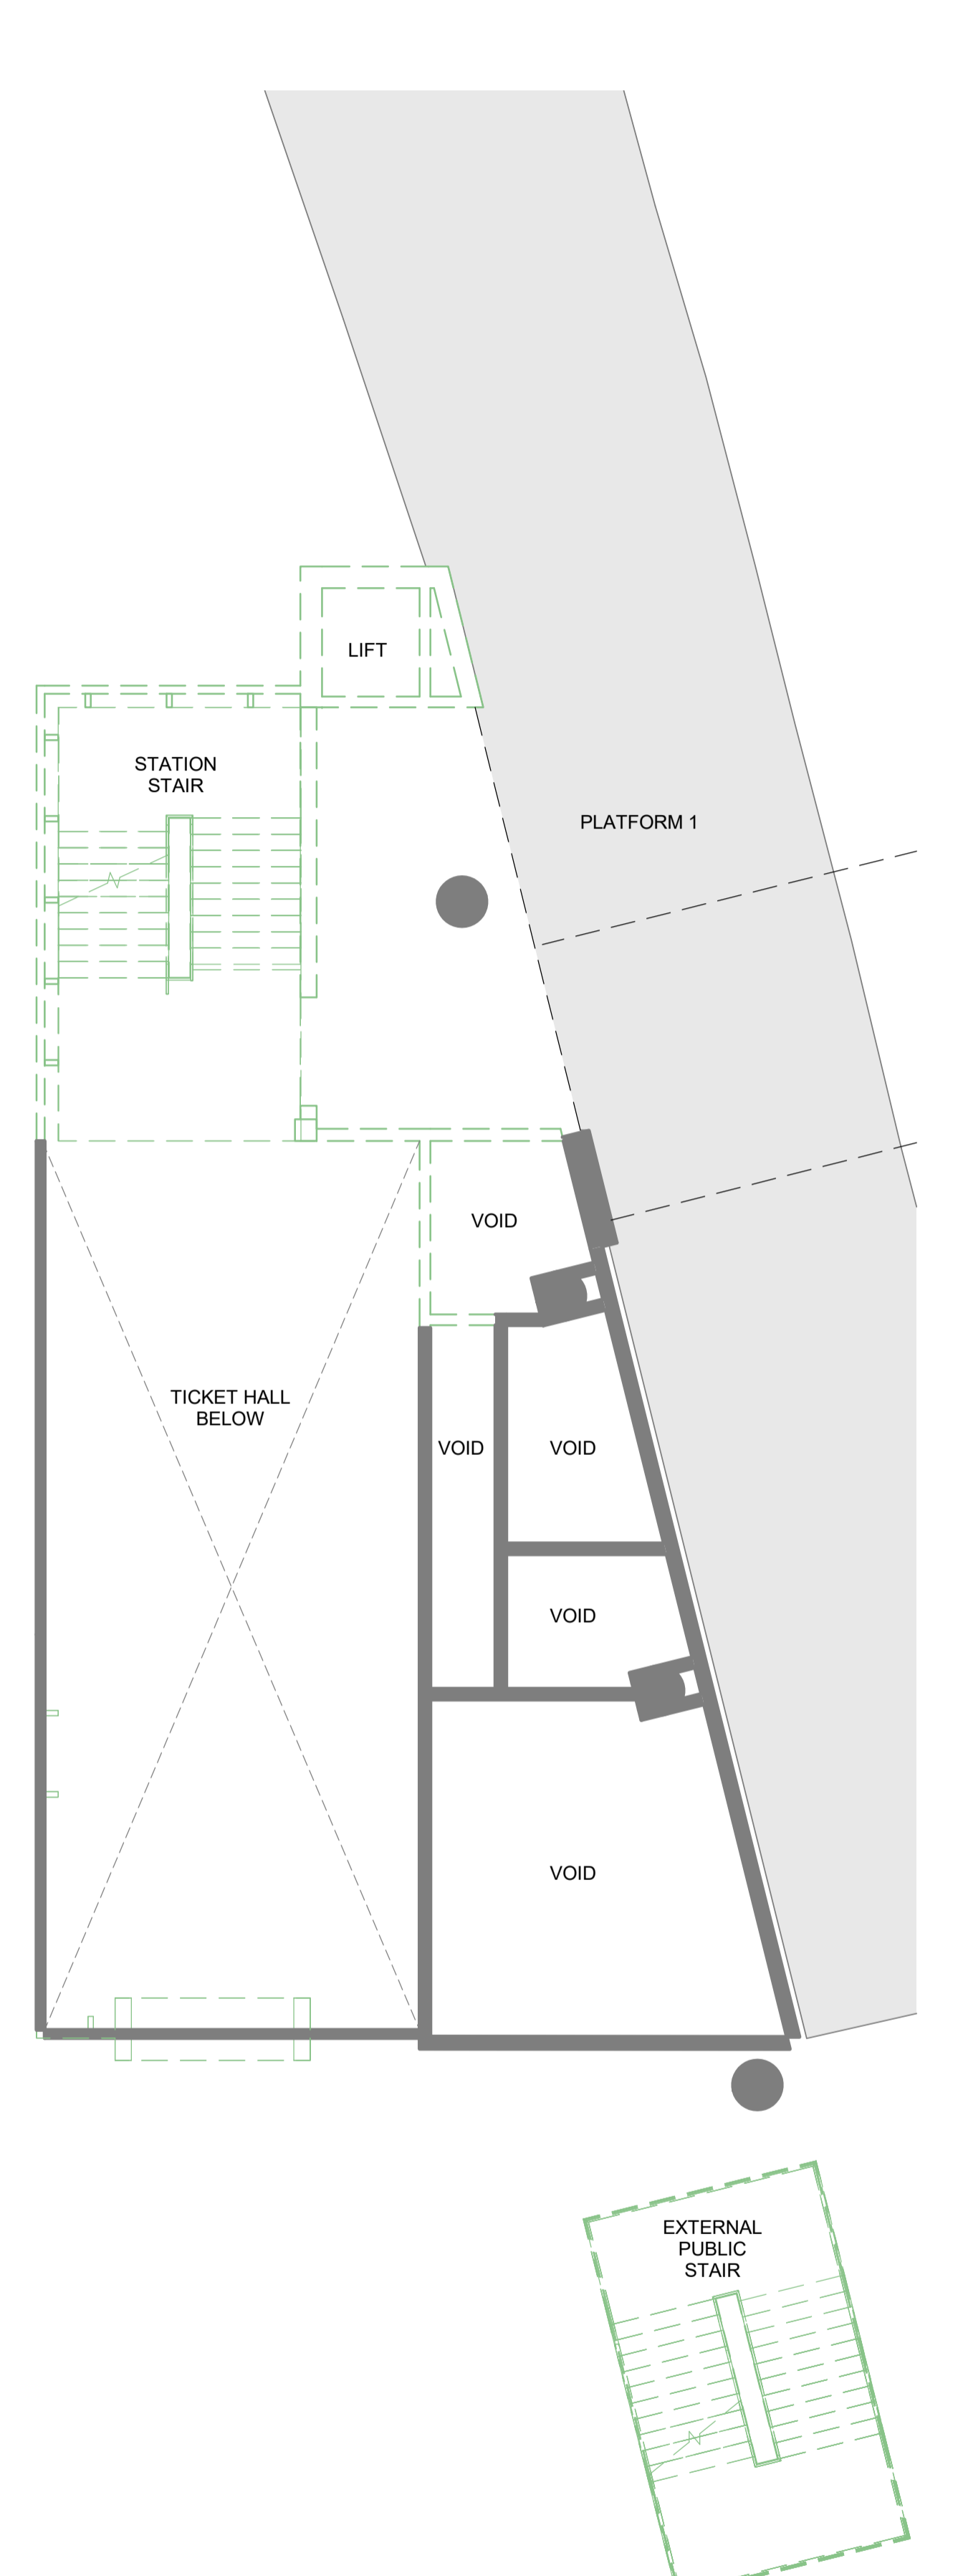 LIFT
STATION
STAIR
PLATFORM 1
VOID
TICKET HALL
BELOW
VOID
VOID
VOID
VOID
EXTERNAL
PUBLIC
STAIR